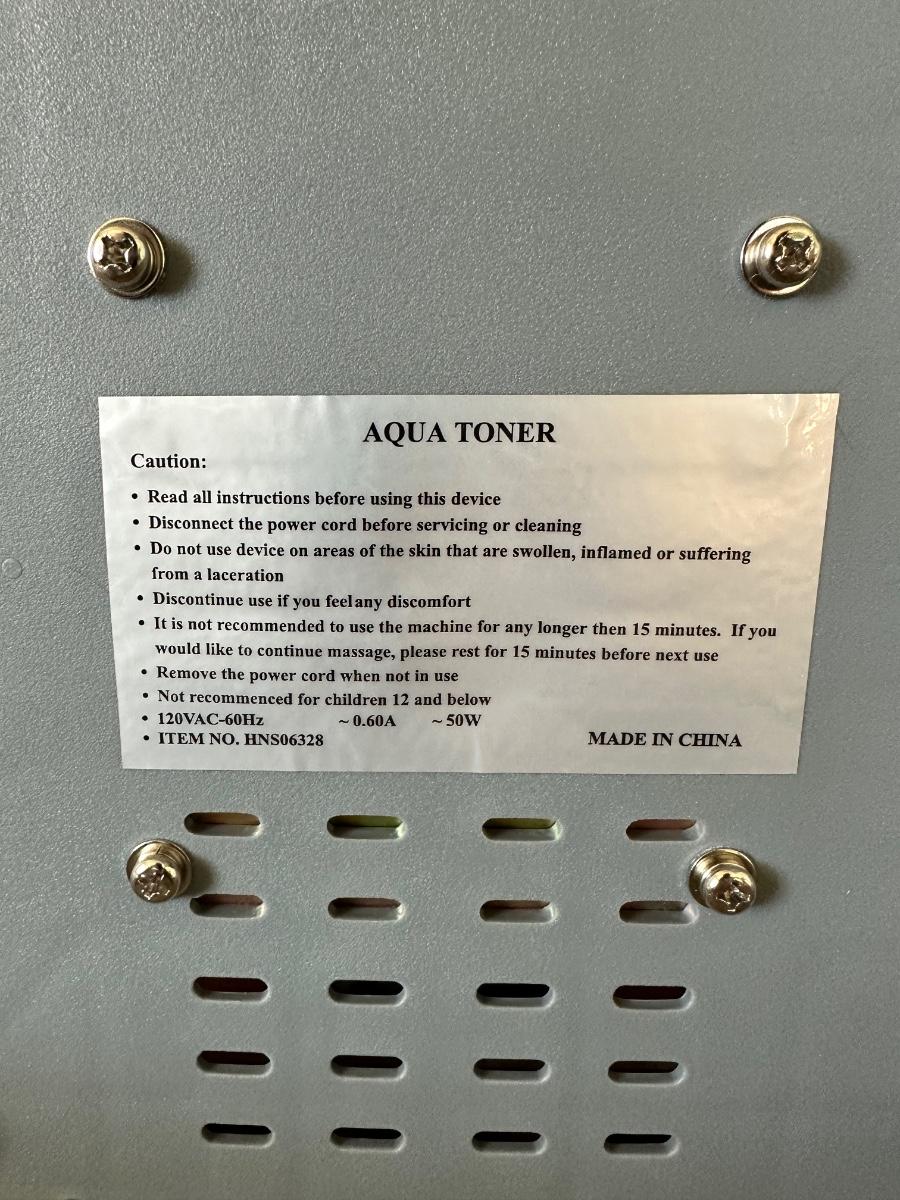 AQUA TONER
Caution:
• Read all instructions before using this device
• Disconnect the power cord before servicing or cleaning
• Do not use device on areas of the skin that are swollen, inflamed or suffering
from a laceration
• Discontinue use if you feel any discomfort
• It is not recommended to use the machine for any longer then 15 minutes. If you
would like to continue massage, please rest for 15 minutes before next use
• Remove the power cord when not in use
• Not recommenced for children 12 and below
• 120VAC-60Hz ~ 0.60A ~ 50W
• ITEM NO. HNS06328 MADE IN CHINA